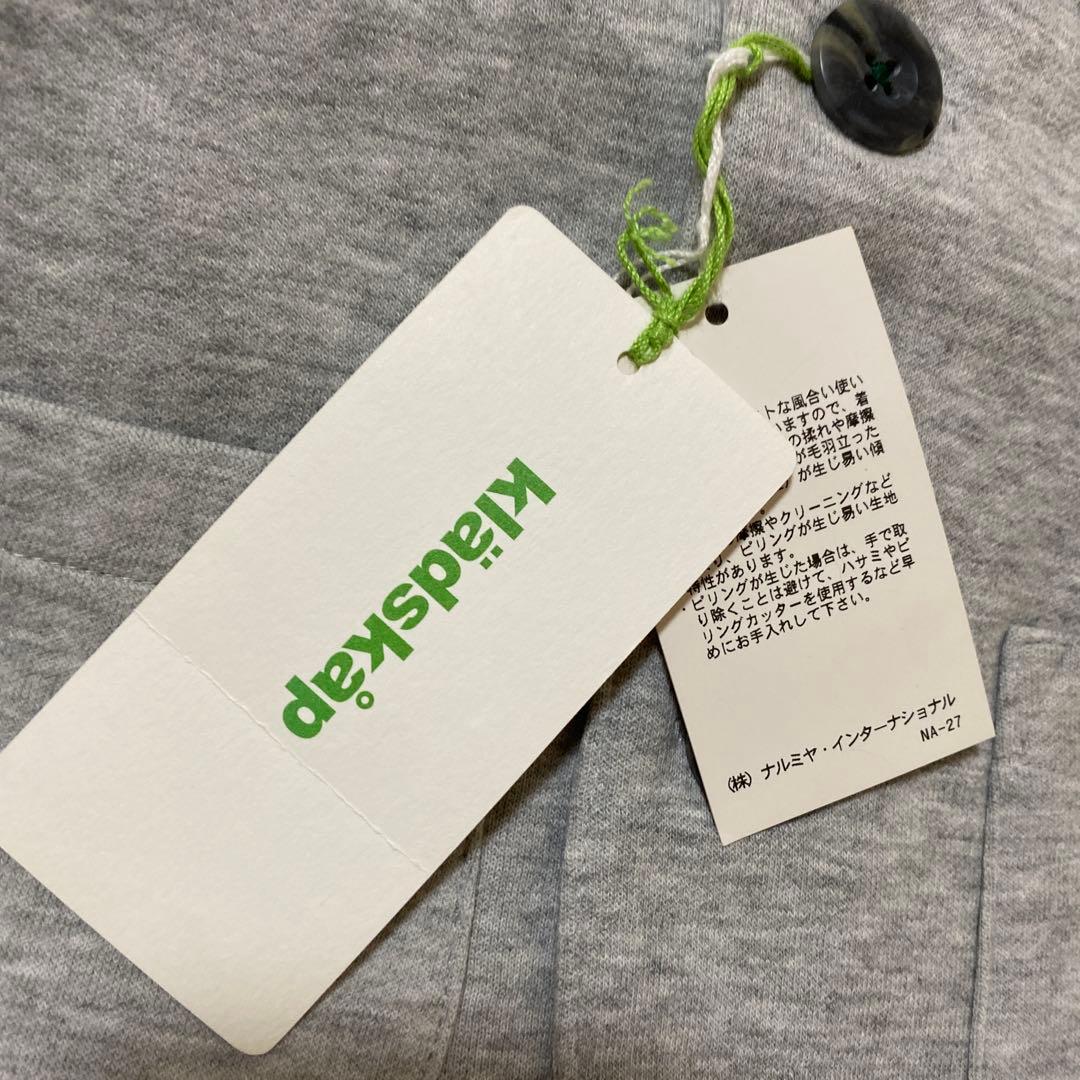 klädskåp
トな風合い使い
いますので、着
の揉れや摩擦
が毛羽立った
が生じ易い傾
摩擦やクリーニングなど
り、ピリングが生じ易い生地
特性があります。
・ピリングが生じた場合は、手で取
り除くことは避けて、ハサミやピ
リングカッターを使用するなど早
めにお手入れして下さい。
(株) ナルミヤ・インターナショナル
NA-27